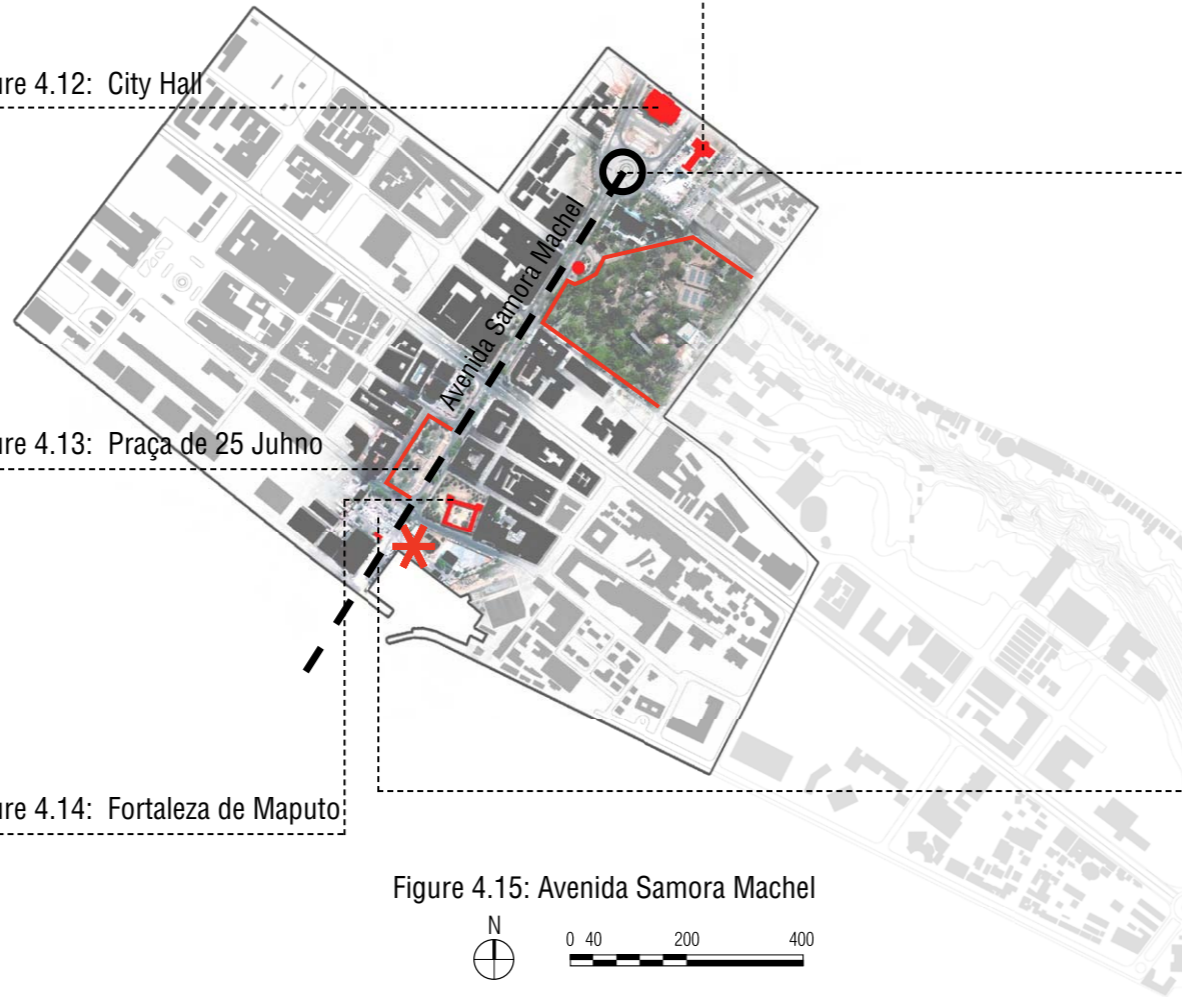 ure 4.12: City Hall
Avenida Samora Machel
ure 4.13: Praça de 25 Juhno
ure 4.14: Fortaleza de Maputo
Figure 4.15: Avenida Samora Machel
N
0 40 200 400